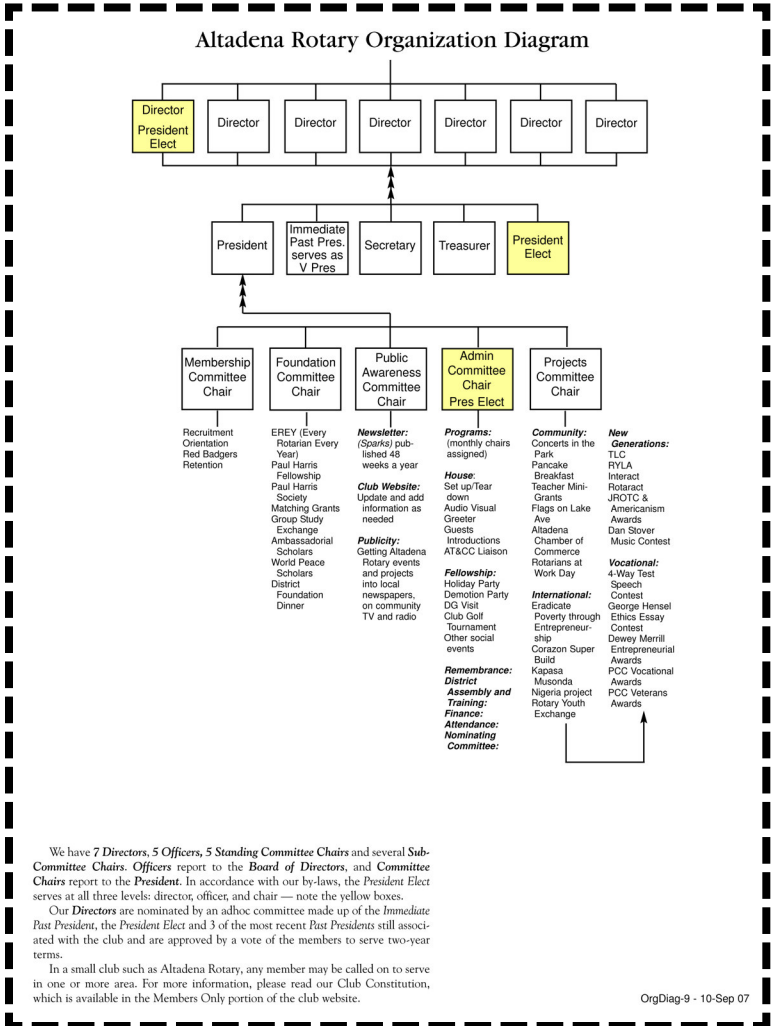 Altadena Rotary Organization Diagram
Director
President
Elect
Director
Director
Director
Director
Director
Director
President
Immediate
Past Pres.
serves as
V Pres
Secretary
Treasurer
President
Elect
Membership
Committee
Chair
Foundation
Committee
Chair
Public
Awareness
Committee
Chair
Admin
Committee
Chair
Pres Elect
Projects
Committee
Chair
Recruitment
Orientation
Red Badgers
Retention
EREY (Every
Rotarian Every
Year)
Paul Harris
Fellowship
Paul Harris
Society
Matching Grants
Group Study
Exchange
Ambassadorial
Scholars
World Peace
Scholars
District
Foundation
Dinner
Newsletter:
(Sparks) pub-
lished 48
weeks a year
Club Website:
Update and add
information as
needed
Publicity:
Getting Altadena
Rotary events
and projects
into local
newspapers,
on community
TV and radio
Programs:
(monthly chairs
assigned)
House:
Set up/Tear
down
Audio Visual
Greeter
Guests
Introductions
AT&CC Liaison
Fellowship:
Holiday Party
Demotion Party
DG Visit
Club Golf
Tournament
Other social
events
Remembrance:
District
Assembly and
Training:
Finance:
Attendance:
Nominating
Committee:
Community:
Concerts in the
Park
Pancake
Breakfast
Teacher Mini-
Grants
Flags on Lake
Ave
Altadena
Chamber of
Commerce
Rotarians at
Work Day
International:
Eradicate
Poverty through
Entrepreneur-
ship
Corazon Super
Build
Kapasa
Musonda
Nigeria project
Rotary Youth
Exchange
New
Generations:
TLC
RYLA
Interact
Rotaract
JROTC &
Americanism
Awards
Dan Stover
Music Contest
Vocational:
4-Way Test
Speech
Contest
George Hensel
Ethics Essay
Contest
Dewey Merrill
Entrepreneurial
Awards
PCC Vocational
Awards
PCC Veterans
Awards
We have 7 Directors, 5 Officers, 5 Standing Committee Chairs and several Sub-
Committee Chairs. Officers report to the Board of Directors, and Committee
Chairs report to the President. In accordance with our by-laws, the President Elect
serves at all three levels: director, officer, and chair — note the yellow boxes.
Our Directors are nominated by an adhoc committee made up of the Immediate
Past President, the President Elect and 3 of the most recent Past Presidents still associ-
ated with the club and are approved by a vote of the members to serve two-year
terms.
In a small club such as Altadena Rotary, any member may be called on to serve
in one or more area. For more information, please read our Club Constitution,
which is available in the Members Only portion of the club website.
OrgDiag-9 - 10-Sep 07